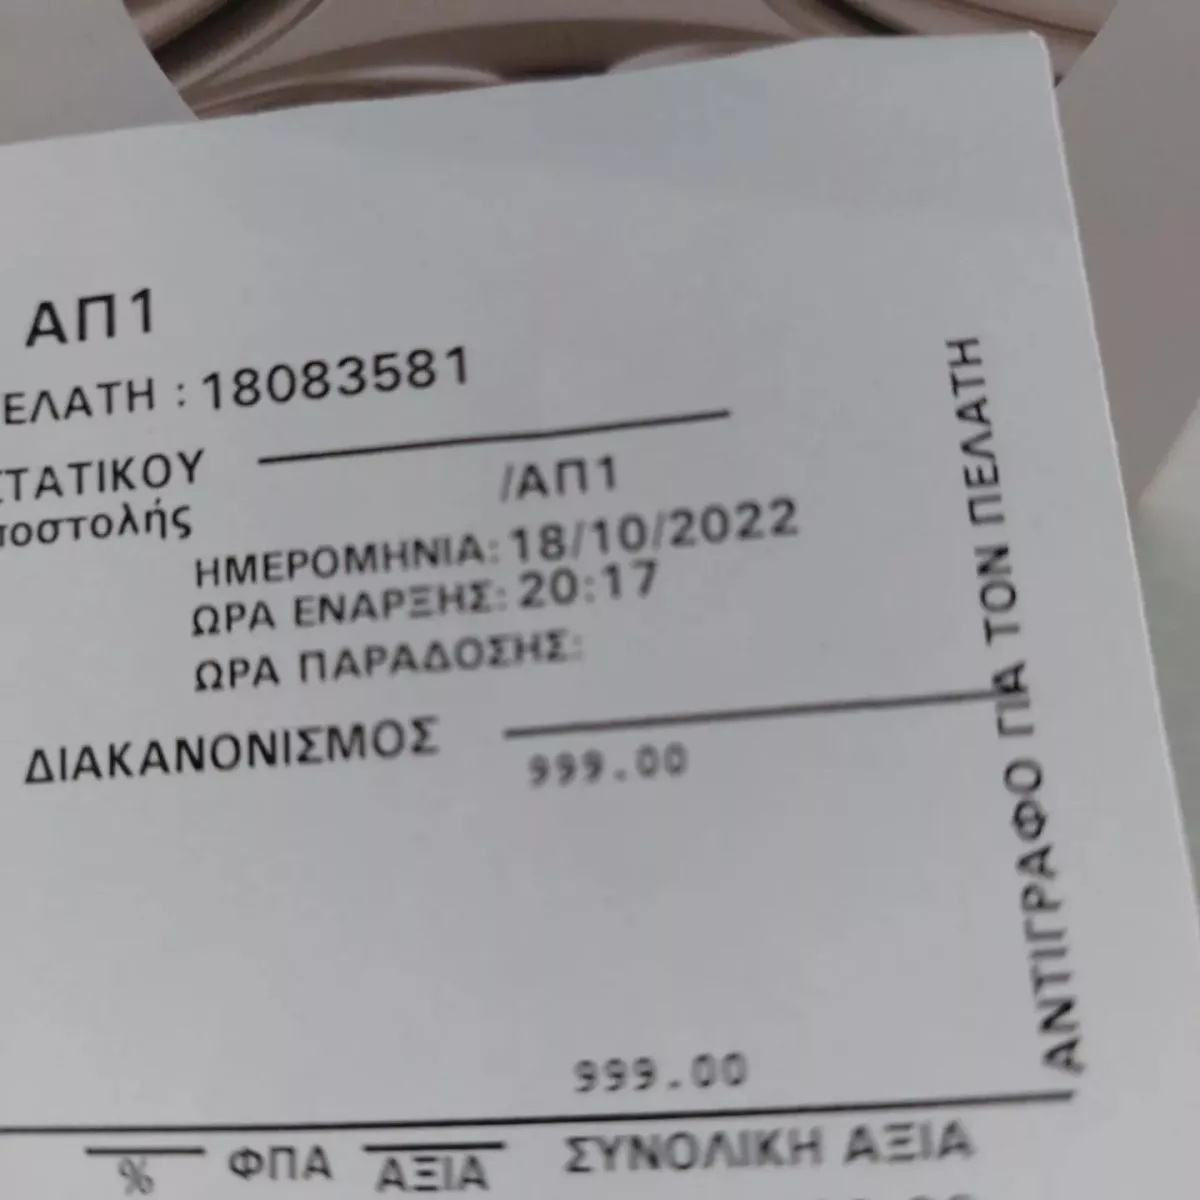 ΑΠ1
ΕΛΑΤΗ : 18083581
ΣΤΑΤΙΚΟΥ
ποστολής
/ΑΠ1
ΗΜΕΡΟΜΗΝΙΑ: 18/10/2022
ΩΡΑ ΕΝΑΡΞΗΣ: 20:17
ΩΡΑ ΠΑΡΑΔΟΣΗΣ:
ΔΙΑΚΑΝΟΝΙΣΜΟΣ
999.00
999.00
% ΦΠΑ ΑΞΙΑ ΣΥΝΟΛΙΚΗ ΑΞΙΑ
ΑΝΤΙΓΡΑΦΟ ΓΙΑ ΤΟΝ ΠΕΛΑΤΗ